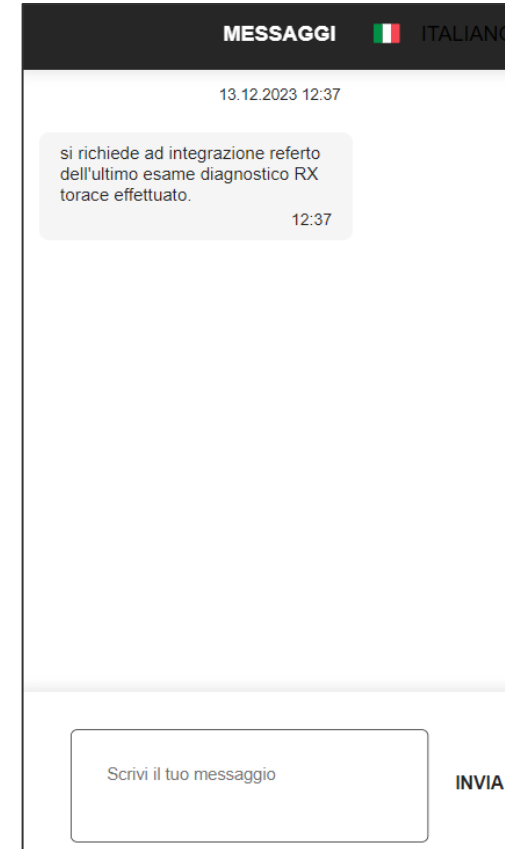 MESSAGGI ITALIANO
13.12.2023 12:37
si richiede ad integrazione referto
dell'ultimo esame diagnostico RX
torace effettuato.
12:37
Scrivi il tuo messaggio
INVIA